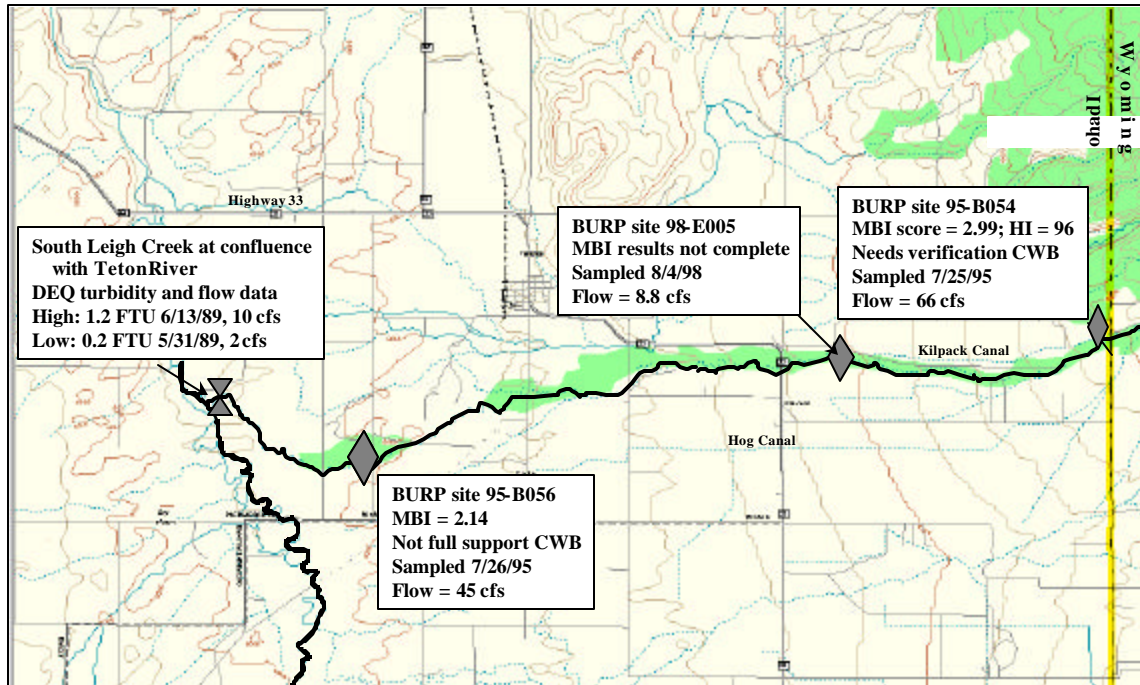 Wyoming
Idaho
Highway 33
South Leigh Creek at confluence
with TetonRiver
DEQ turbidity and flow data
High: 1.2 FTU 6/13/89, 10 cfs
Low: 0.2 FTU 5/31/89, 2 cfs
BURP site 98-E005
MBI results not complete
Sampled 8/4/98
Flow = 8.8 cfs
BURP site 95-B054
MBI score = 2.99; HI = 96
Needs verification CWB
Sampled 7/25/95
Flow = 66 cfs
Kilpack Canal
Hog Canal
BURP site 95-B056
MBI = 2.14
Not full support CWB
Sampled 7/26/95
Flow = 45 cfs